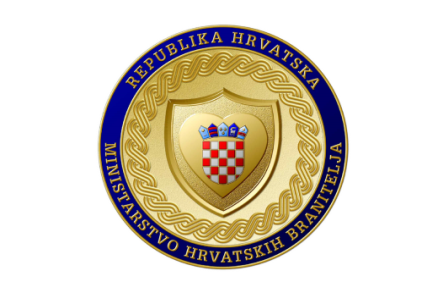 REPUBLIKA HRVATSKA
MINISTARSTVO HRVATSKIH BRANITELJA